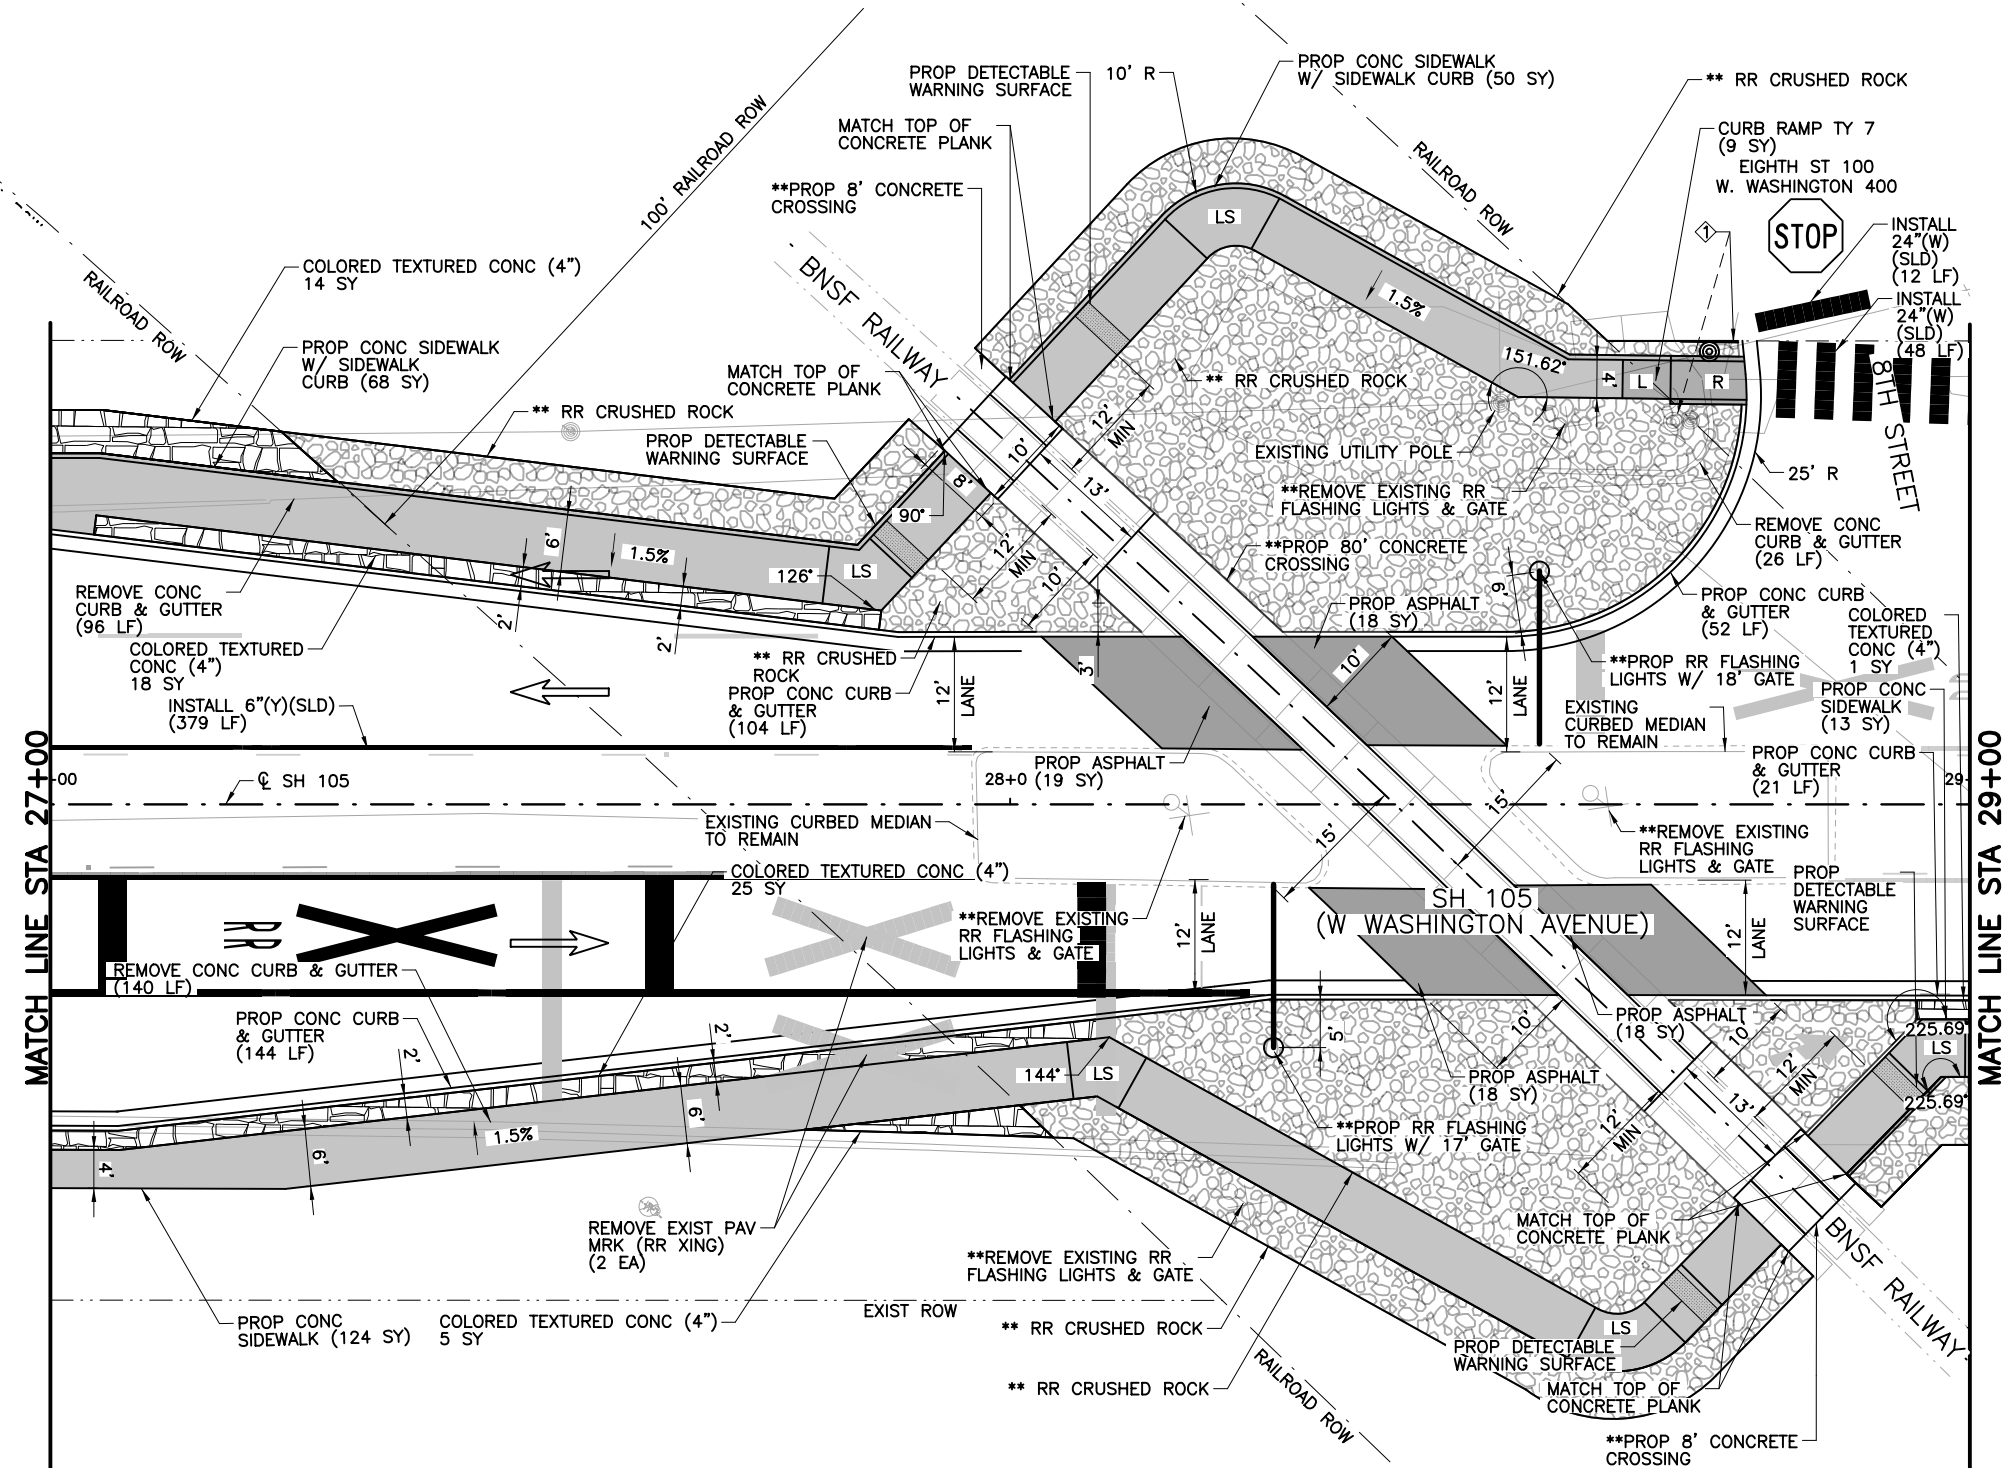 PROP DETECTABLE
WARNING SURFACE
10' R
PROP CONC SIDEWALK
W/ SIDEWALK CURB (50 SY)
** RR CRUSHED ROCK
MATCH TOP OF
CONCRETE PLANK
100' RAILROAD ROW
RAILROAD ROW
CURB RAMP TY 7
(9 SY)
EIGHTH ST 100
W. WASHINGTON 400
**PROP 8' CONCRETE
CROSSING
STOP
1
INSTALL
24"(W)
(SLD)
(12 LF)
INSTALL
24"(W)
(SLD)
(48 LF)
LS
BNSF RAILWAY
1.5%
COLORED TEXTURED CONC (4")
14 SY
RAILROAD ROW
PROP CONC SIDEWALK
W/ SIDEWALK
CURB (68 SY)
MATCH TOP OF
CONCRETE PLANK
** RR CRUSHED ROCK
151.62°
4'
L
R
8TH STREET
** RR CRUSHED ROCK
PROP DETECTABLE
WARNING SURFACE
12'
MIN
10'
EXISTING UTILITY POLE
25' R
8'
13'
**REMOVE EXISTING RR
FLASHING LIGHTS & GATE
90°
REMOVE CONC
CURB & GUTTER
(26 LF)
6'
1.5%
12'
MIN
**PROP 80' CONCRETE
CROSSING
126°
LS
10'
9'
REMOVE CONC
CURB & GUTTER
(96 LF)
2'
2'
PROP ASPHALT
(18 SY)
PROP CONC CURB
& GUTTER
(52 LF)
COLORED
TEXTURED
CONC (4")
1 SY
COLORED TEXTURED
CONC (4")
18 SY
** RR CRUSHED
ROCK
3'
10'
**PROP RR FLASHING
LIGHTS W/ 18' GATE
INSTALL 6"(Y)(SLD)
(379 LF)
PROP CONC CURB
& GUTTER
(104 LF)
12'
LANE
12'
LANE
EXISTING
CURBED MEDIAN
TO REMAIN
PROP CONC
SIDEWALK
(13 SY)
MATCH LINE STA 27+00
MATCH LINE STA 29+00
PROP ASPHALT
(19 SY)
PROP CONC CURB
& GUTTER
(21 LF)
+00
℄ SH 105
28+0
29
15'
15'
EXISTING CURBED MEDIAN
TO REMAIN
**REMOVE EXISTING
RR FLASHING
LIGHTS & GATE
COLORED TEXTURED CONC (4")
25 SY
PROP
DETECTABLE
WARNING
SURFACE
SH 105
(W WASHINGTON AVENUE)
RR
**REMOVE EXISTING
RR FLASHING
LIGHTS & GATE
12'
LANE
12'
LANE
REMOVE CONC CURB & GUTTER
(140 LF)
PROP CONC CURB
& GUTTER
(144 LF)
2'
2'
5'
10'
PROP ASPHALT
(18 SY)
10'
225.69°
LS
144°
LS
PROP ASPHALT
(18 SY)
12'
MIN
225.69°
13'
6'
6'
4'
1.5%
**PROP RR FLASHING
LIGHTS W/ 17' GATE
12'
MIN
REMOVE EXIST PAV
MRK (RR XING)
(2 EA)
MATCH TOP OF
CONCRETE PLANK
BNSF RAILWAY
**REMOVE EXISTING RR
FLASHING LIGHTS & GATE
EXIST ROW
PROP CONC
SIDEWALK (124 SY)
COLORED TEXTURED CONC (4")
5 SY
** RR CRUSHED ROCK
LS
PROP DETECTABLE
WARNING SURFACE
RAILROAD ROW
** RR CRUSHED ROCK
MATCH TOP OF
CONCRETE PLANK
**PROP 8' CONCRETE
CROSSING